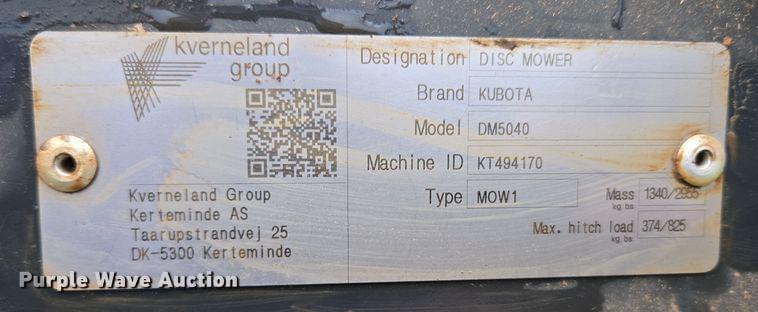 kverneland
group
Designation DISC MOWER
Brand KUBOTA
Model DM5040
Machine ID KT494170
Type MOW1 Mass kg lbs 1340/2955
Max. hitch load kg lbs 374/825
Kverneland Group
Kerteminde AS
Taarupstrandvej 25
DK-5300 Kerteminde
Purple Wave Auction